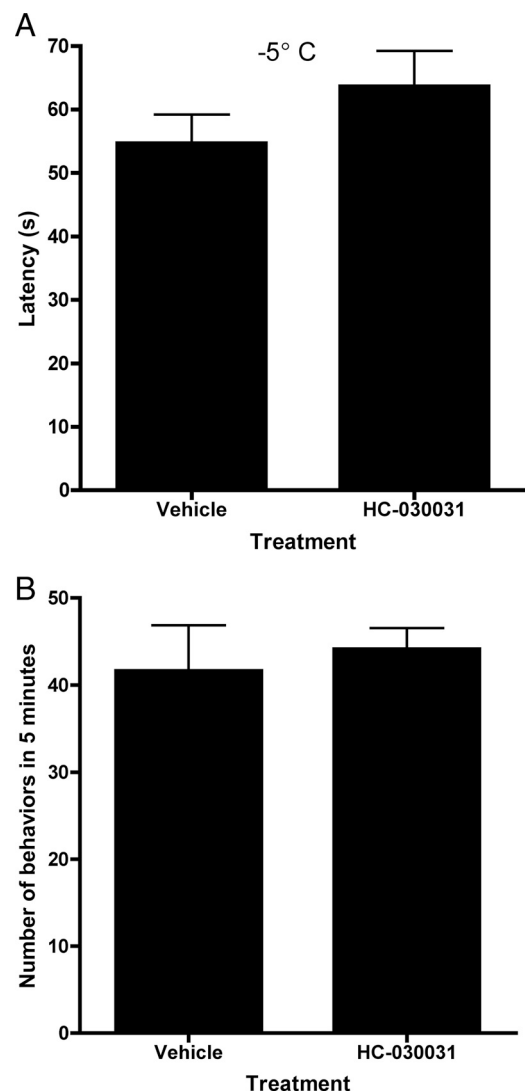 A
-5° C
70
60
50
40
30
20
10
0
Latency (s)
Vehicle HC-030031
Treatment
B
50
40
30
20
10
0
Number of behaviors in 5 minutes
Vehicle HC-030031
Treatment